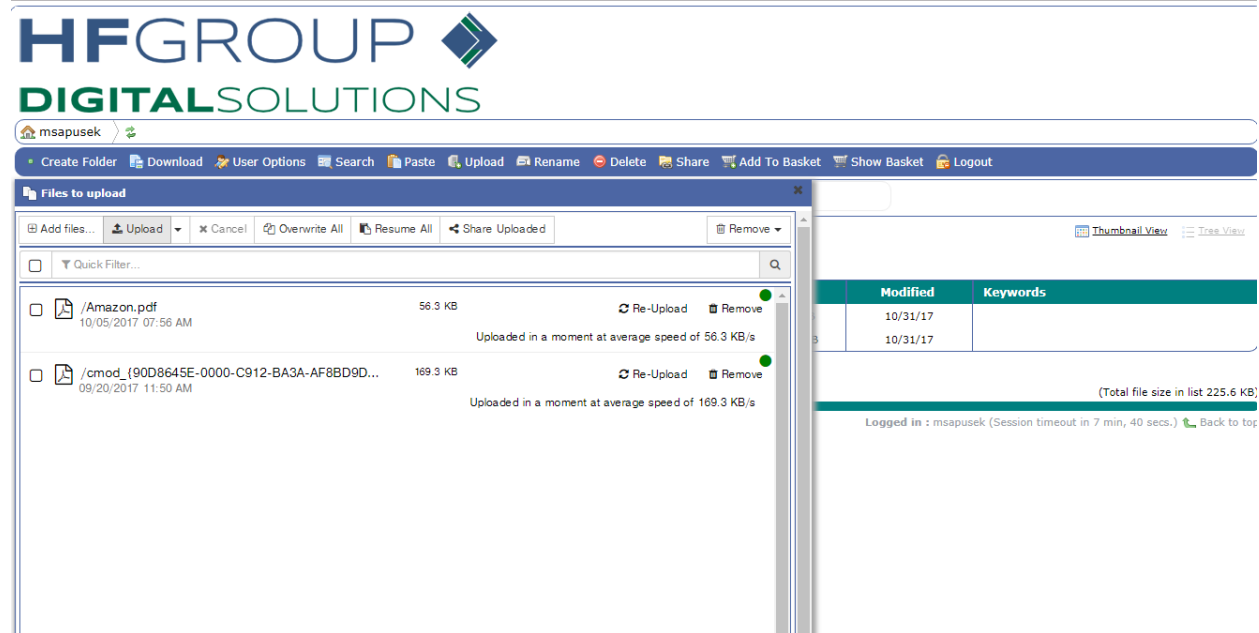 HFGROUP
DIGITALSOLUTIONS
msapusek
Create Folder Download User Options Search Paste Upload Rename Delete Share Add To Basket Show Basket Logout
Files to upload
Add files... Upload Cancel Overwrite All Resume All Share Uploaded Remove
Thumbnail View Tree View
Quick Filter...
Modified Keywords
/Amazon.pdf 56.3 KB Re-Upload Remove
10/05/2017 07:56 AM
10/31/17
Uploaded in a moment at average speed of 56.3 KB/s
10/31/17
/cmod_{90D8645E-0000-C912-BA3A-AF8BD9D... 169.3 KB Re-Upload Remove
09/20/2017 11:50 AM
(Total file size in list 225.6 KB)
Uploaded in a moment at average speed of 169.3 KB/s
Logged in : msapusek (Session timeout in 7 min, 40 secs.) Back to top